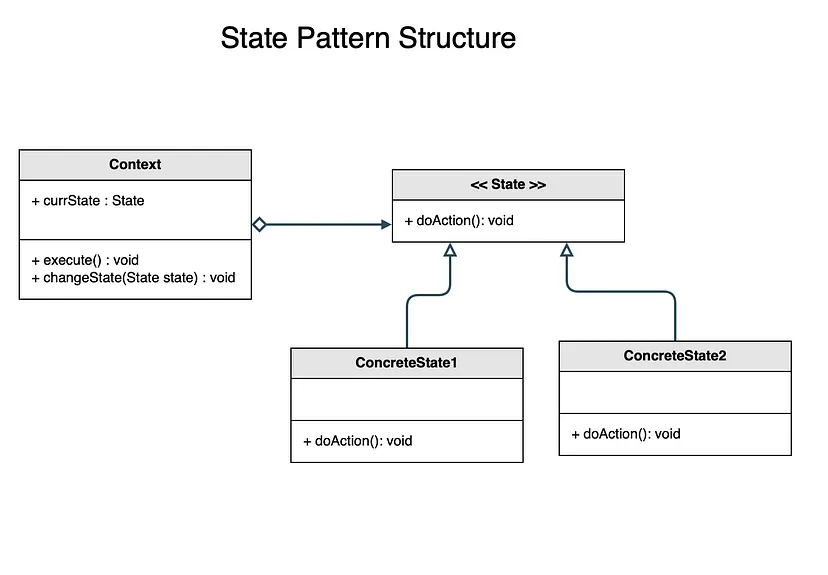 State Pattern Structure
Context
+ currState : State
+ execute() : void
+ changeState(State state) : void
<< State >>
+ doAction(): void
ConcreteState1
+ doAction(): void
ConcreteState2
+ doAction(): void